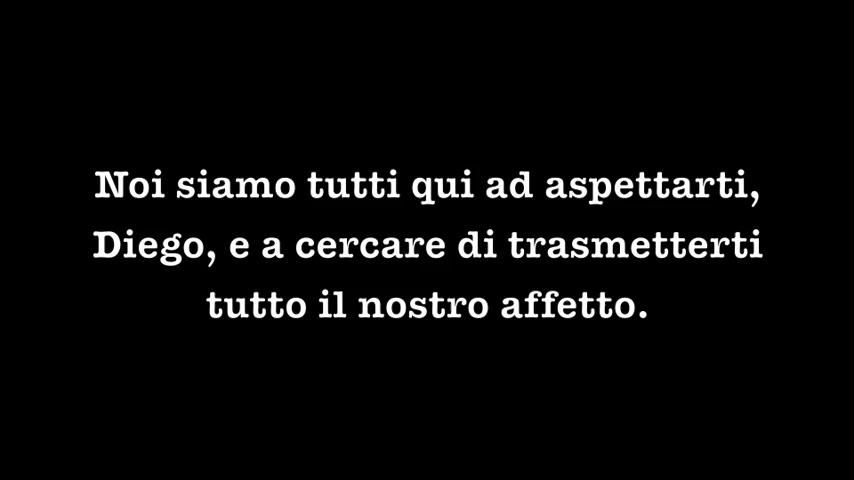 Noi siamo tutti qui ad aspettarti,
Diego, e a cercare di trasmetterti
tutto il nostro affetto.